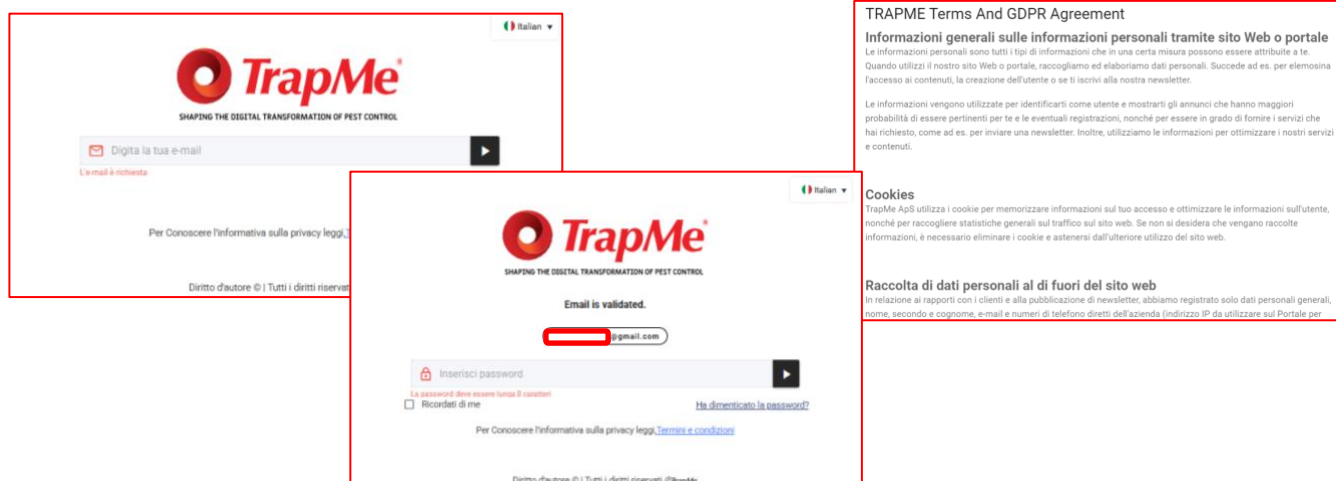 Italian
TrapMe
SHAPING THE DIGITAL TRANSFORMATION OF PEST CONTROL
Digita la tua e-mail
L'e-mail è richiesta
Per Conoscere l'informativa sulla privacy leggi,
Diritto d'autore © | Tutti i diritti riservat
Italian
TrapMe
SHAPING THE DIGITAL TRANSFORMATION OF PEST CONTROL
Email is validated.
@gmail.com
Inserisci password
La password deve essere lunga 8 caratteri
Ricordati di me
Ha dimenticato la password?
Per Conoscere l'informativa sulla privacy leggi,Termini e condizioni
Diritto d'autore © | Tutti i diritti riservati @TrapMe
TRAPME Terms And GDPR Agreement
Informazioni generali sulle informazioni personali tramite sito Web o portale
Le informazioni personali sono tutti i tipi di informazioni che in una certa misura possono essere attribuite a te.
Quando utilizzi il nostro sito Web o portale, raccogliamo ed elaboriamo dati personali. Succede ad es. per elemosina
l'accesso ai contenuti, la creazione dell'utente o se ti iscrivi alla nostra newsletter.
Le informazioni vengono utilizzate per identificarti come utente e mostrarti gli annunci che hanno maggiori
probabilità di essere pertinenti per te e le eventuali registrazioni, nonché per essere in grado di fornire i servizi che
hai richiesto, come ad es. per inviare una newsletter. Inoltre, utilizziamo le informazioni per ottimizzare i nostri servizi
e contenuti.
Cookies
TrapMe ApS utilizza i cookie per memorizzare informazioni sul tuo accesso e ottimizzare le informazioni sull'utente,
nonché per raccogliere statistiche generali sul traffico sul sito web. Se non si desidera che vengano raccolte
informazioni, è necessario eliminare i cookie e astenersi dall'ulteriore utilizzo del sito web.
Raccolta di dati personali al di fuori del sito web
In relazione ai rapporti con i clienti e alla pubblicazione di newsletter, abbiamo registrato solo dati personali generali,
nome, secondo e cognome, e-mail e numeri di telefono diretti dell'azienda (indirizzo IP da utilizzare sul Portale per